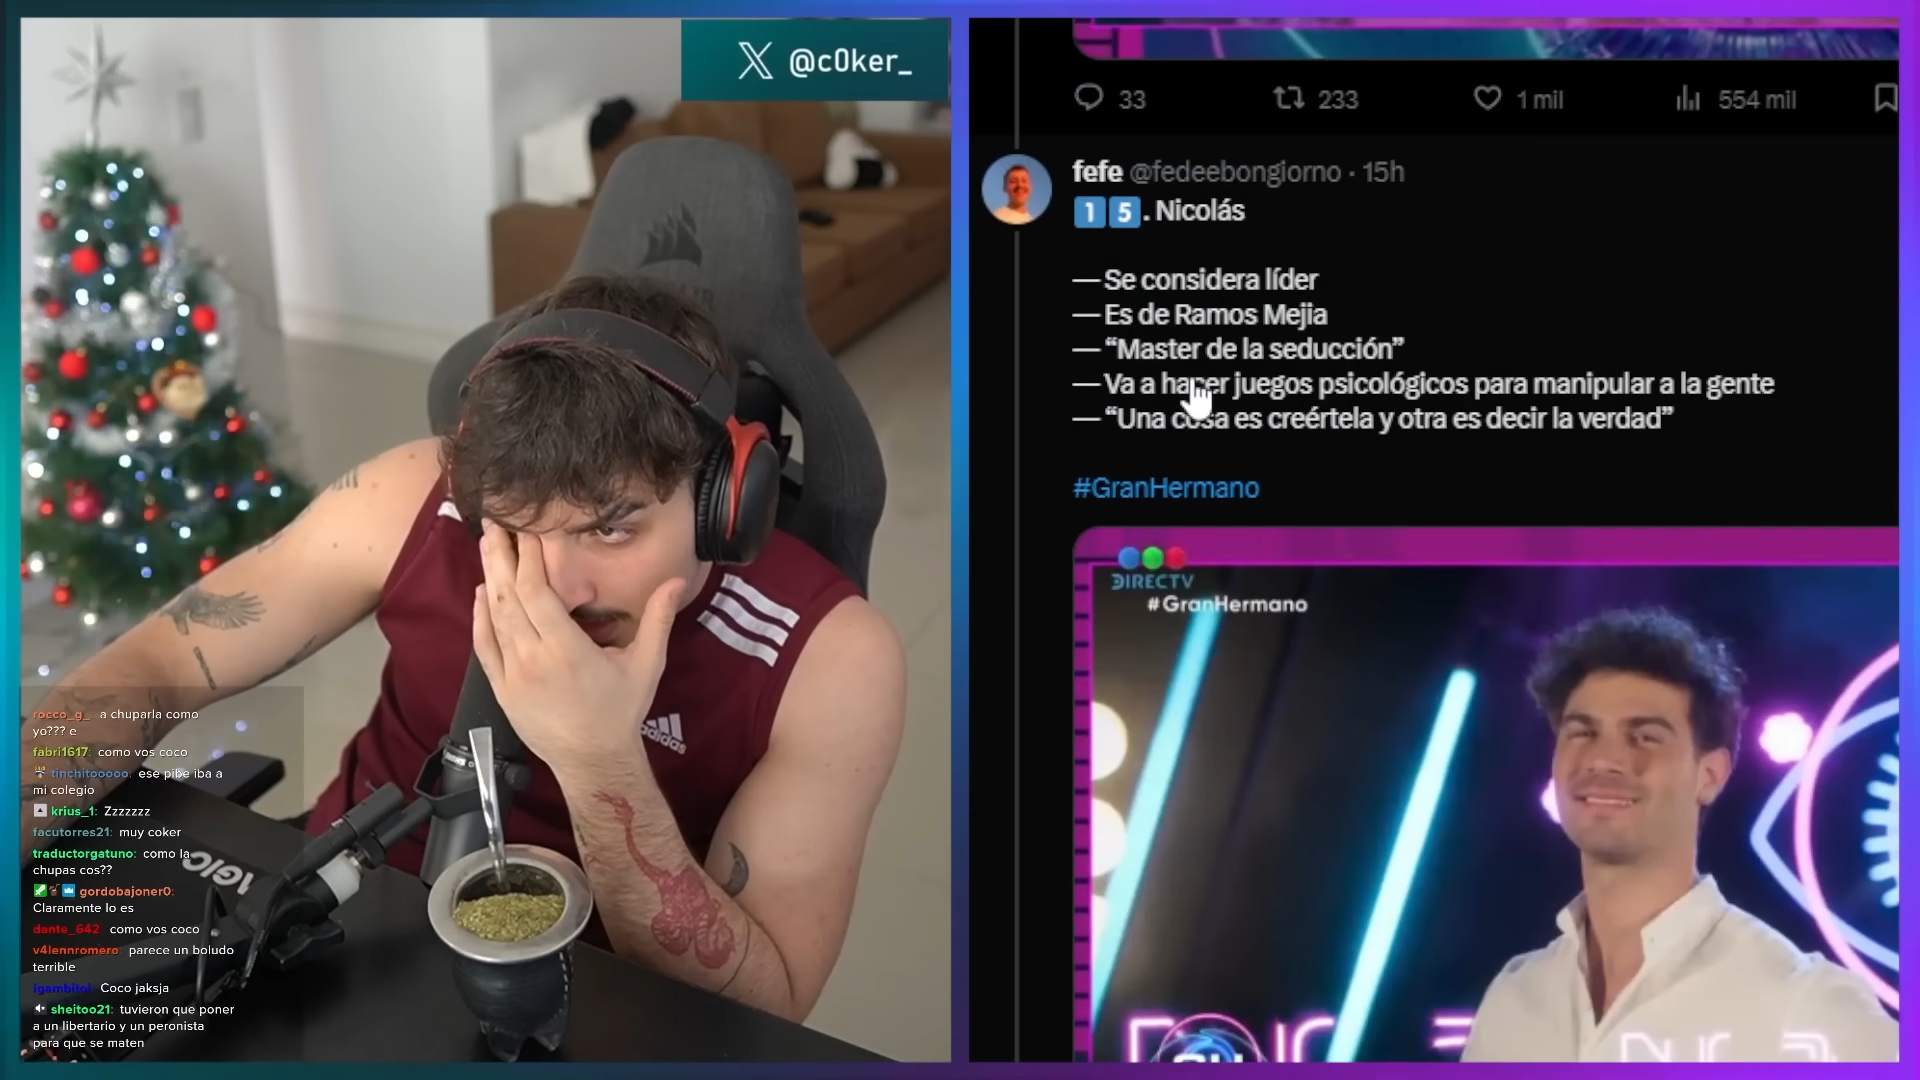 @c0ker_
33 233 1 mil 554 mil
fefe @fedeebongiorno · 15h
15. Nicolás
— Se considera líder
— Es de Ramos Mejia
— “Master de la seducción”
— Va a hacer juegos psicológicos para manipular a la gente
— “Una cosa es creértela y otra es decir la verdad”
#GranHermano
DIRECTV
#GranHermano
adidas
rocco_g_ a chuparla como
yo??? e
fabri1617: como vos coco
tinchitooooo: ese pibe iba a
mi colegio
krius_1: Zzzzzzz
facutorres21: muy coker
traductorgatuno: como la
chupas cos??
gordobajoner0:
Claramente lo es
dante_642: como vos coco
v4lennromero: parece un boludo
terrible
igambitol: Coco jaksja
sheitoo21: tuvieron que poner
a un libertario y un peronista
para que se maten